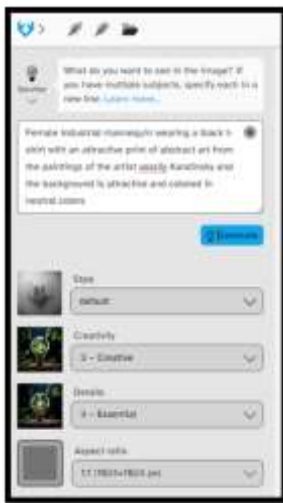 What do you want to see in the image? If
you have multiple subjects, specify each in a
new line. Learn more...
Female industrial mannequin wearing a black t-
shirt with an attractive print of abstract art from
the paintings of the artist Kandinsky and
the background is attractive and colored in
neutral colors
Generate
Style
default
Creativity
3 - Creative
Details
3 - Essential
Aspect ratio